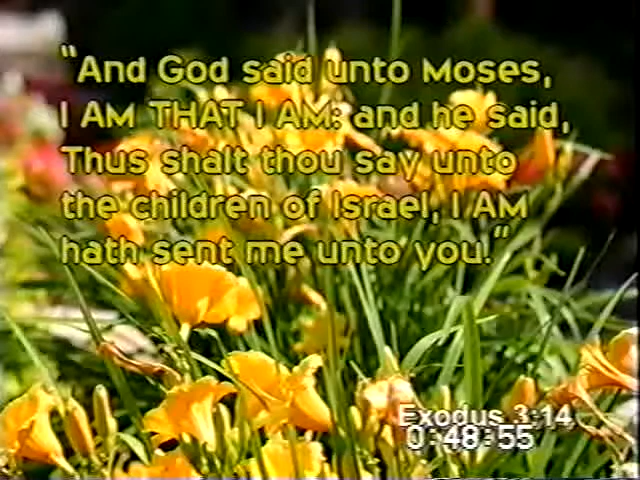 "And God said unto Moses,
I AM THAT I AM: and he said,
Thus shalt thou say unto
the children of Israel, I AM
hath sent me unto you."
Exodus 3:14
0:48:55